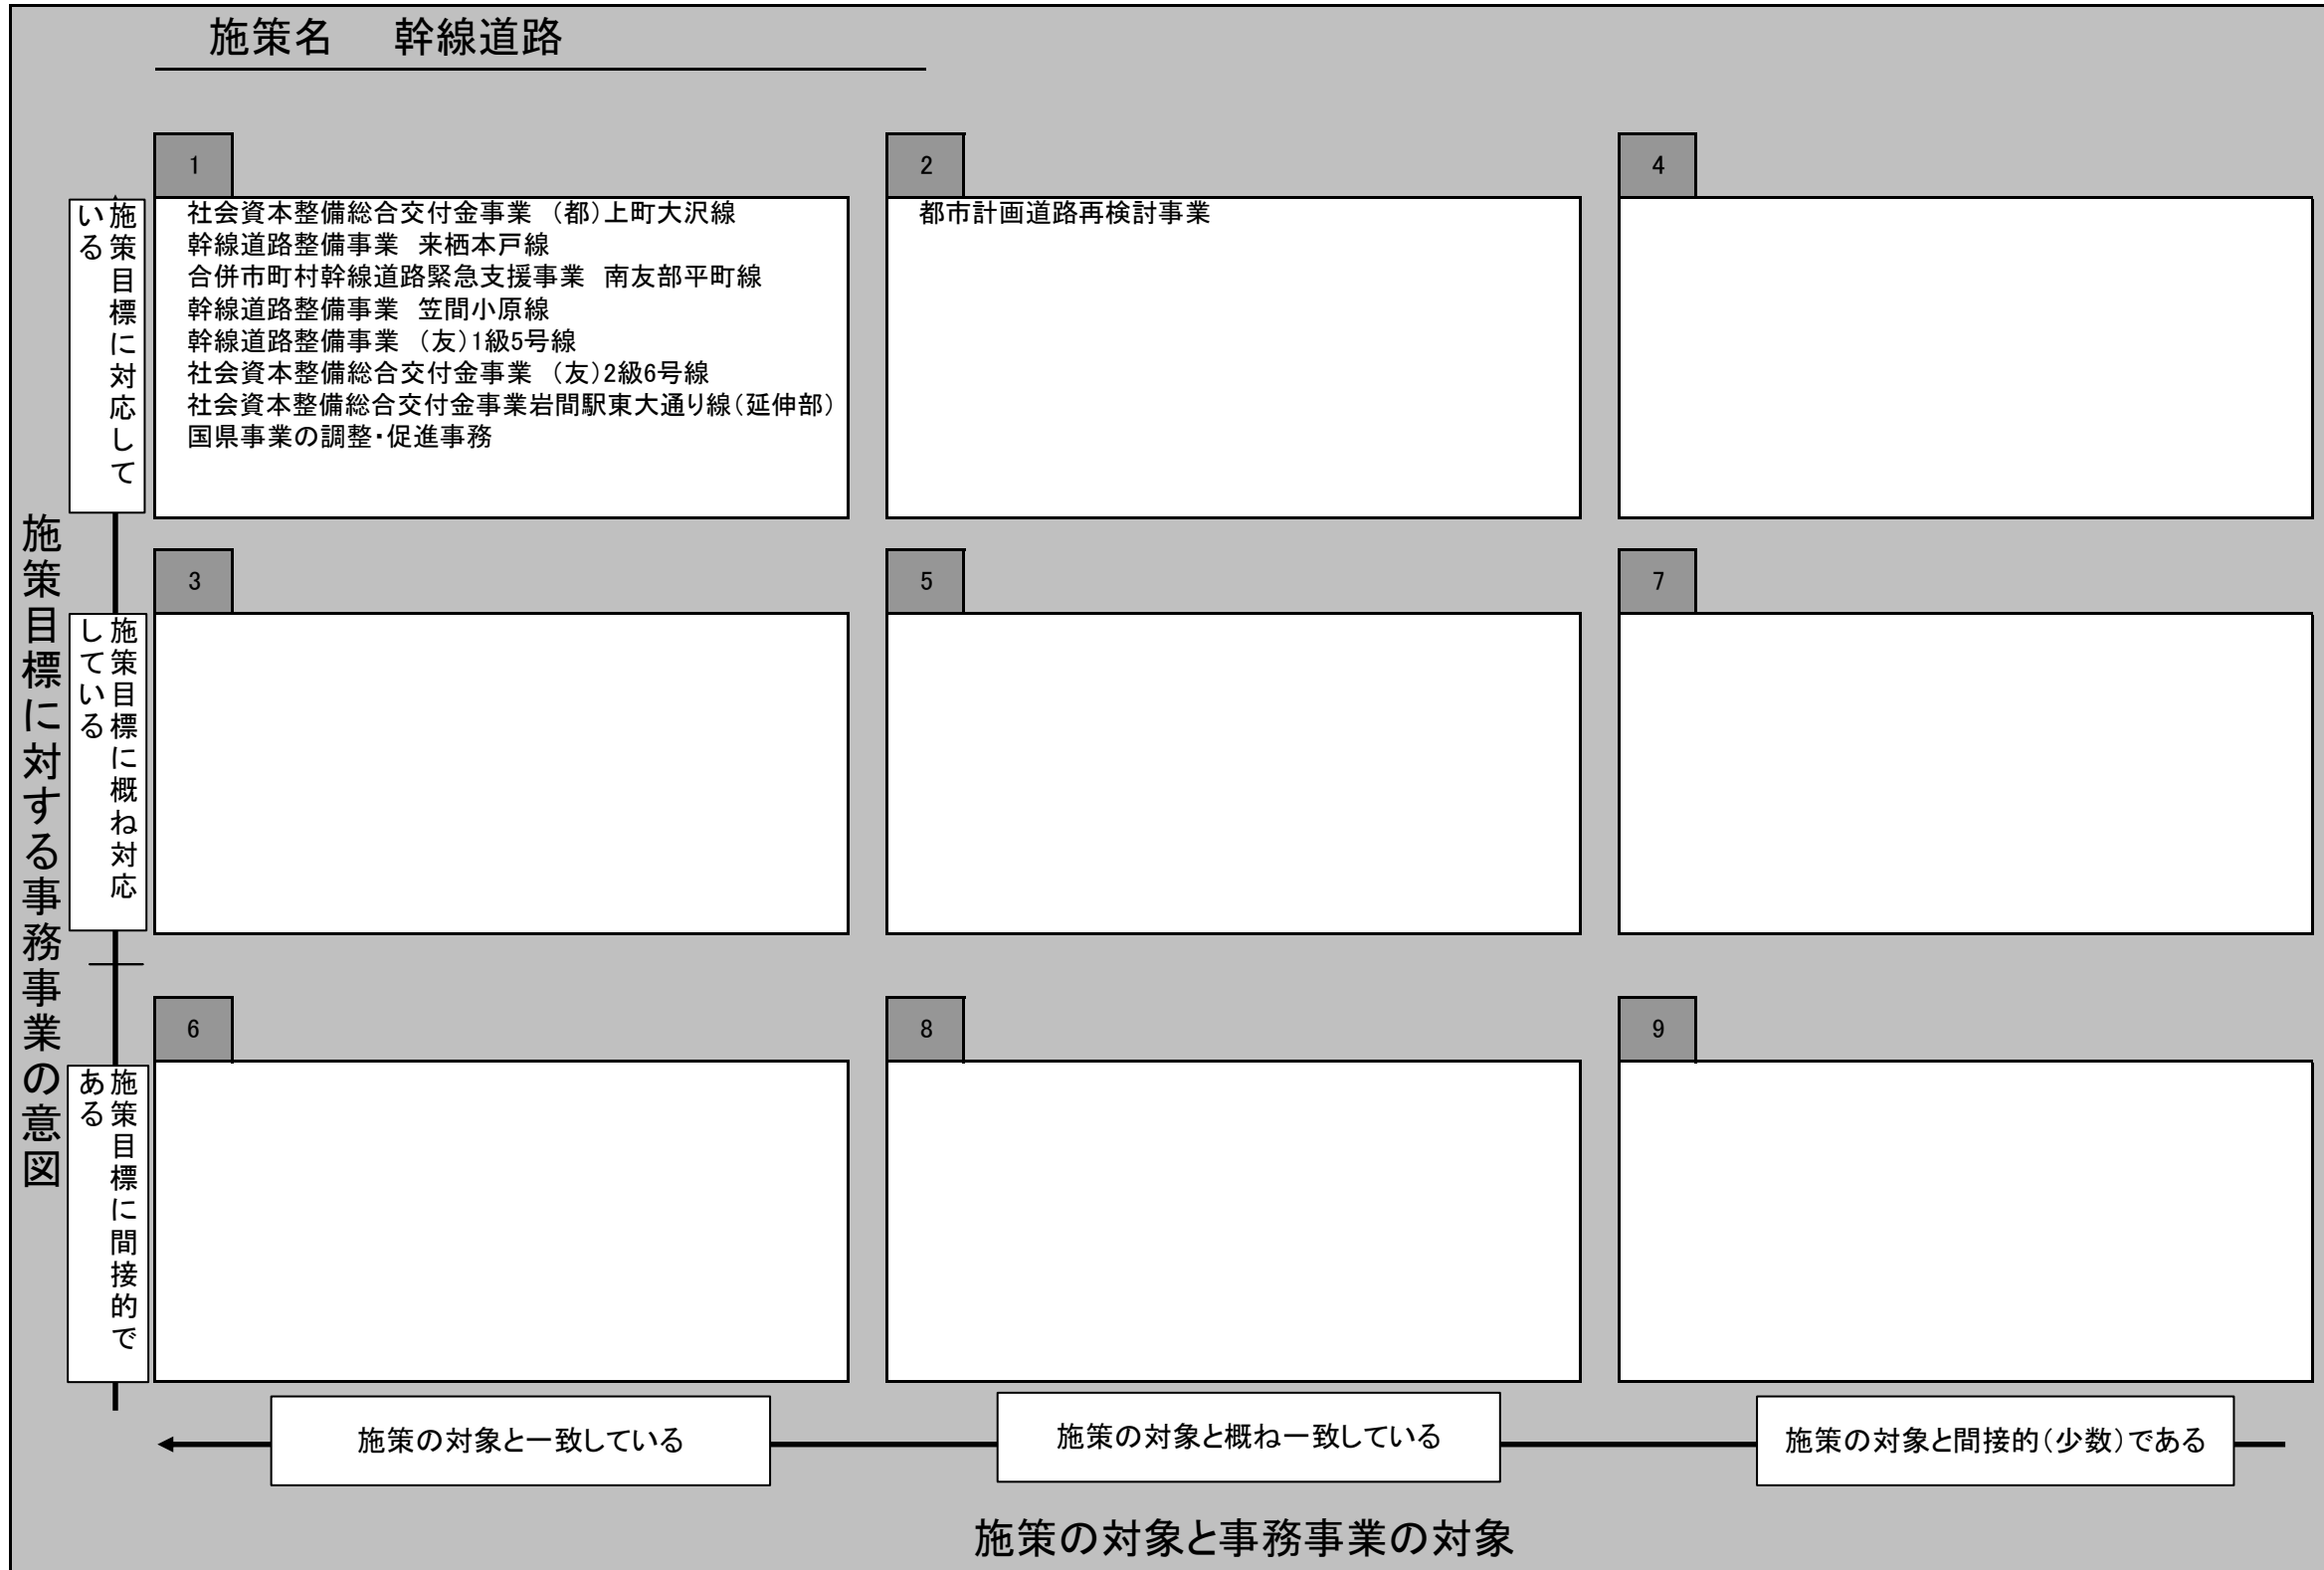 施策名　幹線道路
1
2
4
施策目標に対応して
いる
社会資本整備総合交付金事業　（都）上町大沢線
幹線道路整備事業　来栖本戸線
合併市町村幹線道路緊急支援事業　南友部平町線
幹線道路整備事業　笠間小原線
幹線道路整備事業　（友）1級5号線
社会資本整備総合交付金事業　（友）2級6号線
社会資本整備総合交付金事業岩間駅東大通り線（延伸部）
国県事業の調整・促進事務
都市計画道路再検討事業
施策目標に対する事務事業の意図
3
5
7
施策目標に概ね対応
している
6
8
9
施策目標に間接的で
ある
施策の対象と一致している
施策の対象と概ね一致している
施策の対象と間接的（少数）である
施策の対象と事務事業の対象